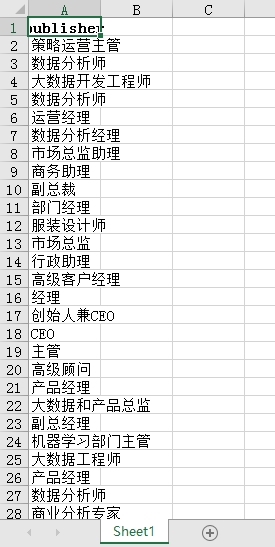 A B C
1 publisher
2 策略运营主管
3 数据分析师
4 大数据开发工程师
5 数据分析师
6 运营经理
7 数据分析经理
8 市场总监助理
9 商务助理
10 副总裁
11 部门经理
12 服装设计师
13 市场总监
14 行政助理
15 高级客户经理
16 经理
17 创始人兼CEO
18 CEO
19 主管
20 高级顾问
21 产品经理
22 大数据和产品总监
23 副总经理
24 机器学习部门主管
25 大数据工程师
26 产品经理
27 数据分析师
28 商业分析专家
Sheet1